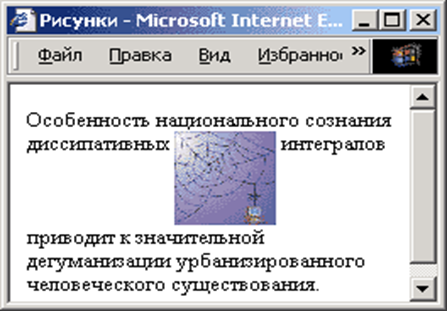 Рисунки - Microsoft Internet E...
Файл Правка Вид Избранно »
Особенность национального сознания
диссипативных интегралов
приводит к значительной
дегуманизации урбанизированного
человеческого существования.